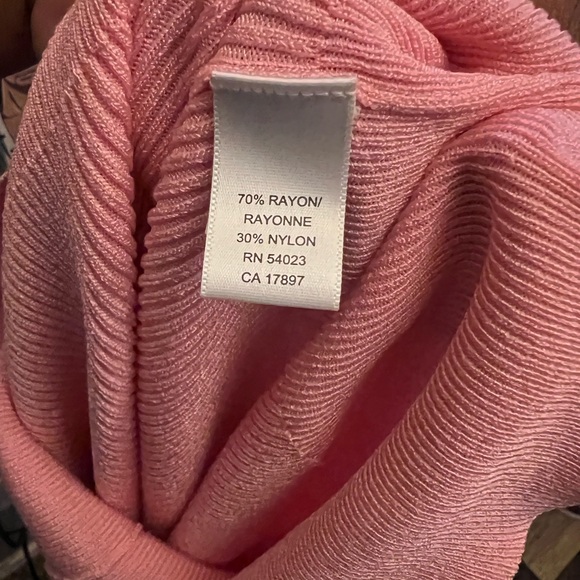 70% RAYON/
RAYONNE
30% NYLON
RN 54023
CA 17897